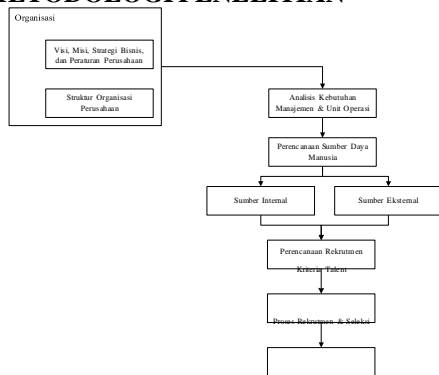 METODOLOGI PENELITIAN
Organisasi
Visi, Misi, Strategi Bisnis,
dan Peraturan Perusahaan
Struktur Organisasi
Perusahaan
Analisis Kebutuhan
Manajemen & Unit Operasi
Perencanaan Sumber Daya
Manusia
Sumber Internal
Sumber Eksternal
Perencanaan Rekrutmen
Kriteria Talent
Proses Rekrutmen & Seleksi